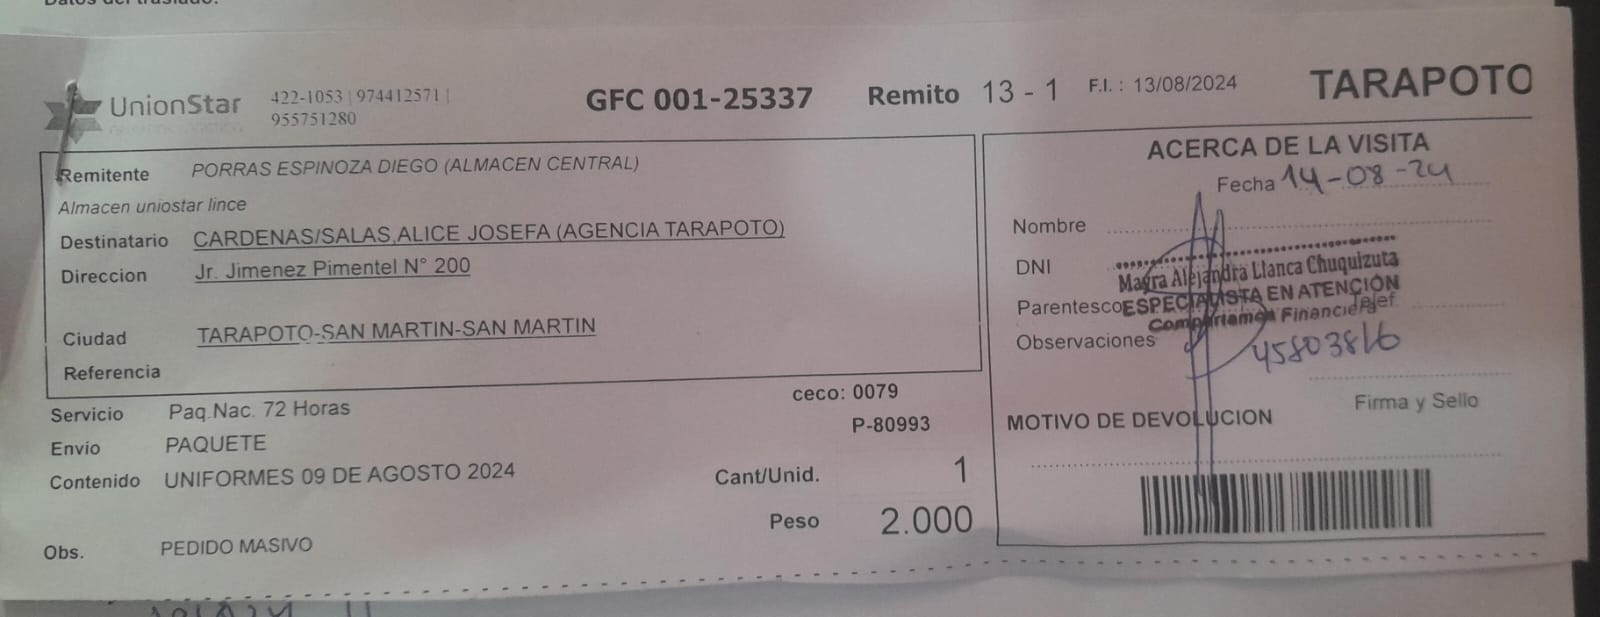 UnionStar
422-1053 | 974412571 |
955751280
GFC 001-25337
Remito 13 - 1
F.I. : 13/08/2024
TARAPOTO
Remitente PORRAS ESPINOZA DIEGO (ALMACEN CENTRAL)
Almacen uniostar lince
Destinatario CARDENAS/SALAS,ALICE JOSEFA (AGENCIA TARAPOTO)
Direccion Jr. Jimenez Pimentel N° 200
Ciudad TARAPOTO-SAN MARTIN-SAN MARTIN
Referencia
Servicio Paq.Nac. 72 Horas
ceco: 0079
Envio PAQUETE
P-80993
Contenido UNIFORMES 09 DE AGOSTO 2024
Cant/Unid. 1
Peso 2.000
Obs. PEDIDO MASIVO
ACERCA DE LA VISITA
Fecha 14-08-24
Nombre
DNI
Alejandra Llanca Chuquizuta
Parentesco ESPECIALISTA EN ATENCIÓN
Telef
Compartamos Financiera
Observaciones
45803816
Firma y Sello
MOTIVO DE DEVOLUCION